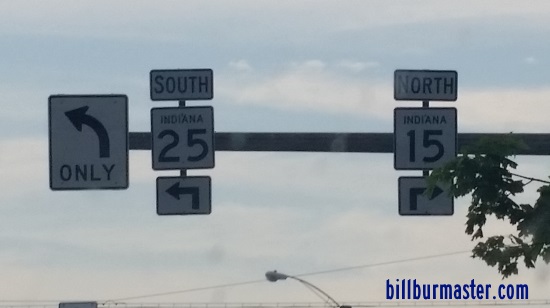 SOUTH
INDIANA
25
ONLY
NORTH
INDIANA
15
billburmaster.com